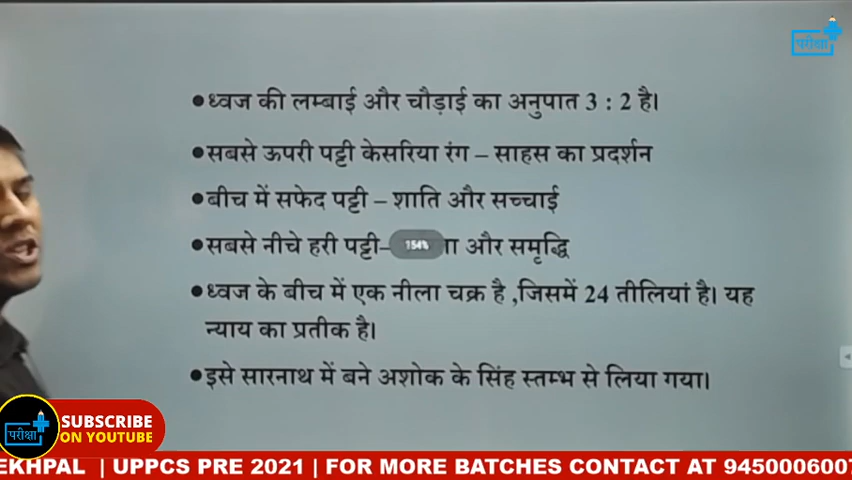 परीक्षा
●ध्वज की लम्बाई और चौड़ाई का अनुपात 3 : 2 है।
●सबसे ऊपरी पट्टी केसरिया रंग – साहस का प्रदर्शन
●बीच में सफेद पट्टी – शाति और सच्चाई
●सबसे नीचे हरी पट्टी– 154% और समृद्धि
●ध्वज के बीच में एक नीला चक्र है ,जिसमें 24 तीलियां है। यह
न्याय का प्रतीक है।
●इसे सारनाथ में बने अशोक के सिंह स्तम्भ से लिया गया।
परीक्षा
SUBSCRIBE
ON YOUTUBE
EKHPAL | UPPCS PRE 2021 | FOR MORE BATCHES CONTACT AT 9450006007